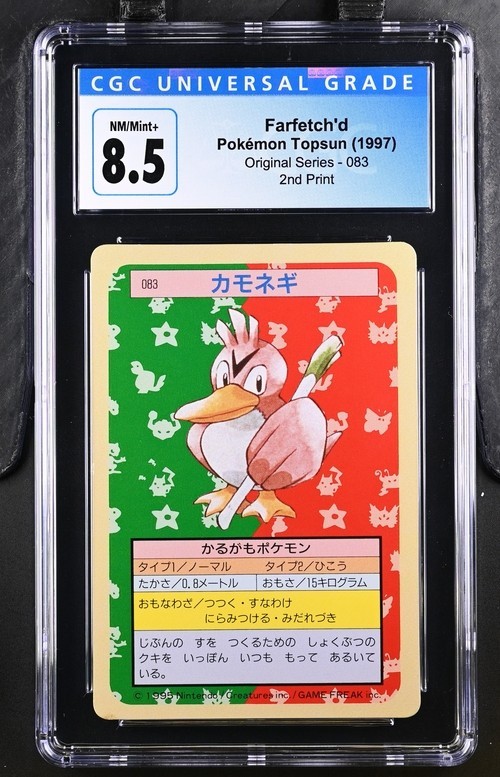 CGC UNIVERSAL GRADE
NM/Mint+
8.5
Farfetch'd
Pokémon Topsun (1997)
Original Series - 083
2nd Print
083 カモネギ
かるがもポケモン
タイプ1/ノーマル タイプ2/ひこう
たかさ/0.8メートル おもさ/15キログラム
おもなわざ/つつく・すなわけ
にらみつける・みだれづき
じぶんの すを つくるための しょくぶつの
クキを いっぽん いつも もって あるいて
いる。
© 1995 Nintendo/Creatures inc./GAME FREAK inc.